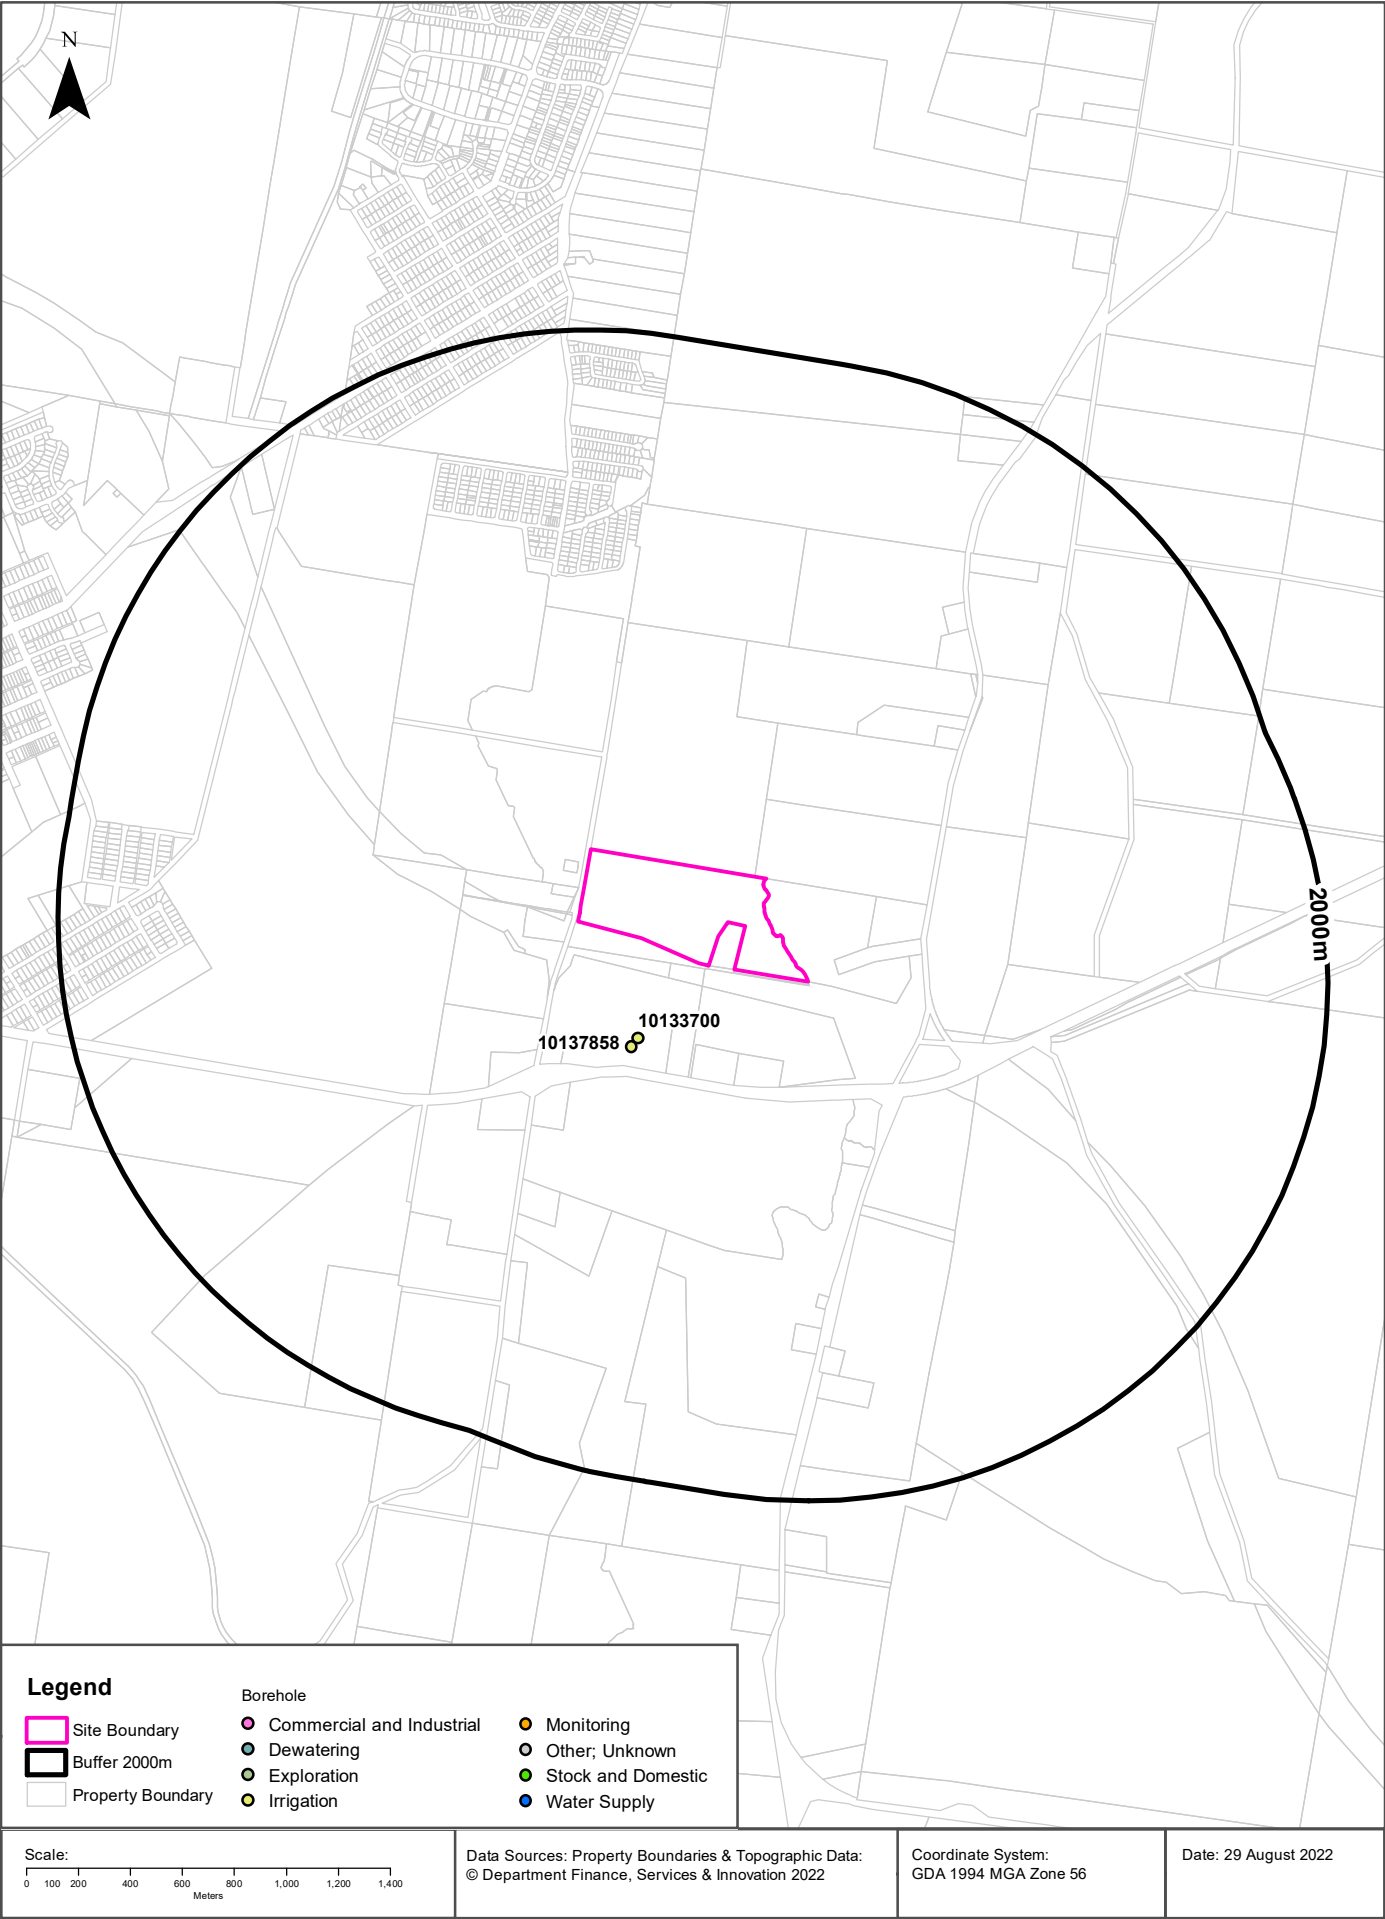 N
2000m
10133700
10137858
Legend
Site Boundary
Buffer 2000m
Property Boundary
Borehole
Commercial and Industrial
Dewatering
Exploration
Irrigation
Monitoring
Other; Unknown
Stock and Domestic
Water Supply
Scale:
0 100 200 400 600 800 1,000 1,200 1,400
Meters
Data Sources: Property Boundaries & Topographic Data:
© Department Finance, Services & Innovation 2022
Coordinate System:
GDA 1994 MGA Zone 56
Date: 29 August 2022